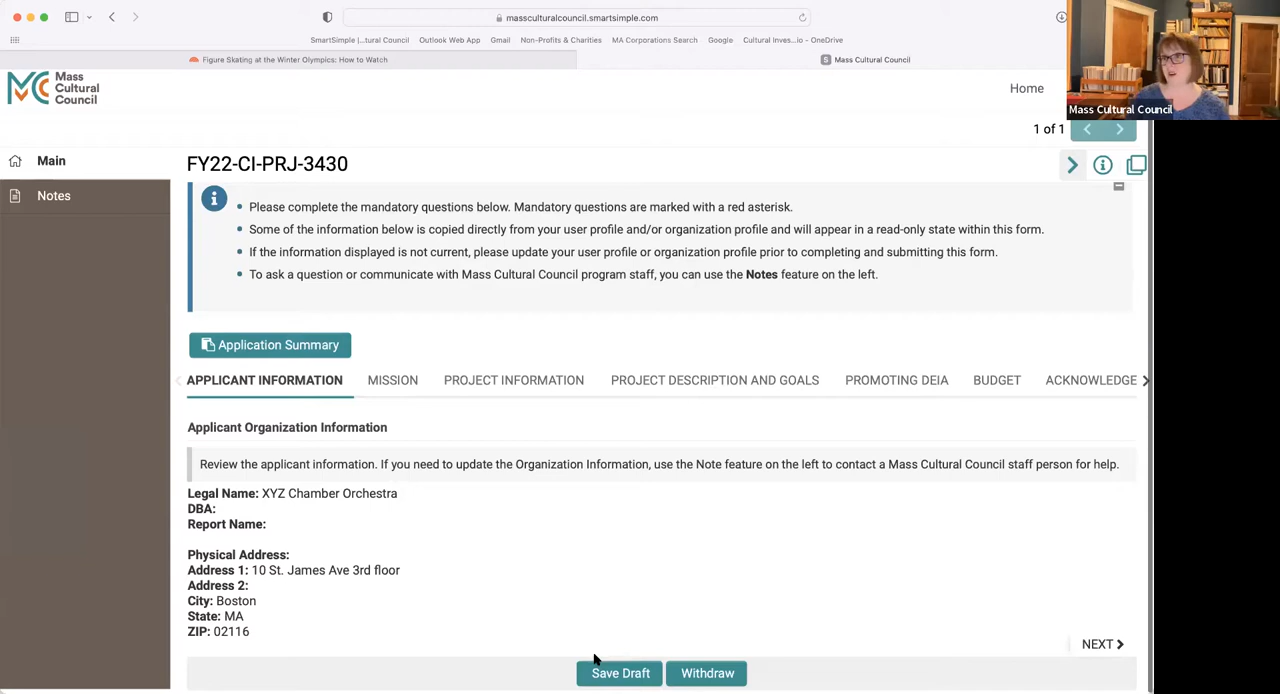 massculturalcouncil.smartsimple.com
SmartSimple |...tural Council
Outlook Web App
Gmail
Non-Profits & Charities
MA Corporations Search
Google
Cultural Inves...io - OneDrive
Figure Skating at the Winter Olympics: How to Watch
S Mass Cultural Council
Mass
Cultural
Council
Home
Mass Cultural Council
1 of 1
Main
Notes
FY22-CI-PRJ-3430
Please complete the mandatory questions below. Mandatory questions are marked with a red asterisk.
Some of the information below is copied directly from your user profile and/or organization profile and will appear in a read-only state within this form.
If the information displayed is not current, please update your user profile or organization profile prior to completing and submitting this form.
To ask a question or communicate with Mass Cultural Council program staff, you can use the Notes feature on the left.
Application Summary
APPLICANT INFORMATION
MISSION
PROJECT INFORMATION
PROJECT DESCRIPTION AND GOALS
PROMOTING DEIA
BUDGET
ACKNOWLEDGE
Applicant Organization Information
Review the applicant information. If you need to update the Organization Information, use the Note feature on the left to contact a Mass Cultural Council staff person for help.
Legal Name: XYZ Chamber Orchestra
DBA:
Report Name:
Physical Address:
Address 1: 10 St. James Ave 3rd floor
Address 2:
City: Boston
State: MA
ZIP: 02116
NEXT
Save Draft
Withdraw